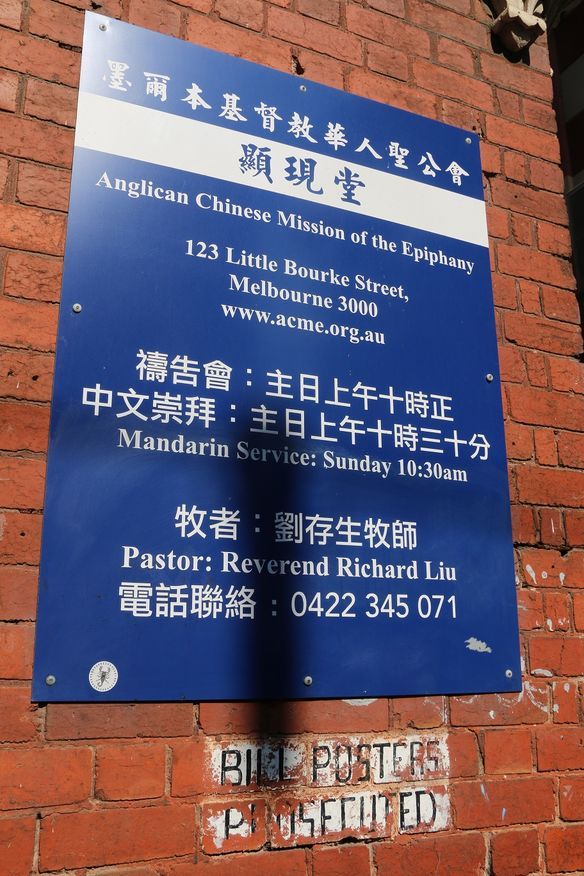 墨爾本基督教華人聖公會
顯現堂
Anglican Chinese Mission of the Epiphany
123 Little Bourke Street,
Melbourne 3000
www.acme.org.au
禱告會：主日上午十時正
中文崇拜：主日上午十時三十分
Mandarin Service: Sunday 10:30am
牧者：劉存生牧師
Pastor: Reverend Richard Liu
電話聯絡：0422 345 071
BILL POSTERS
PROSECUTED